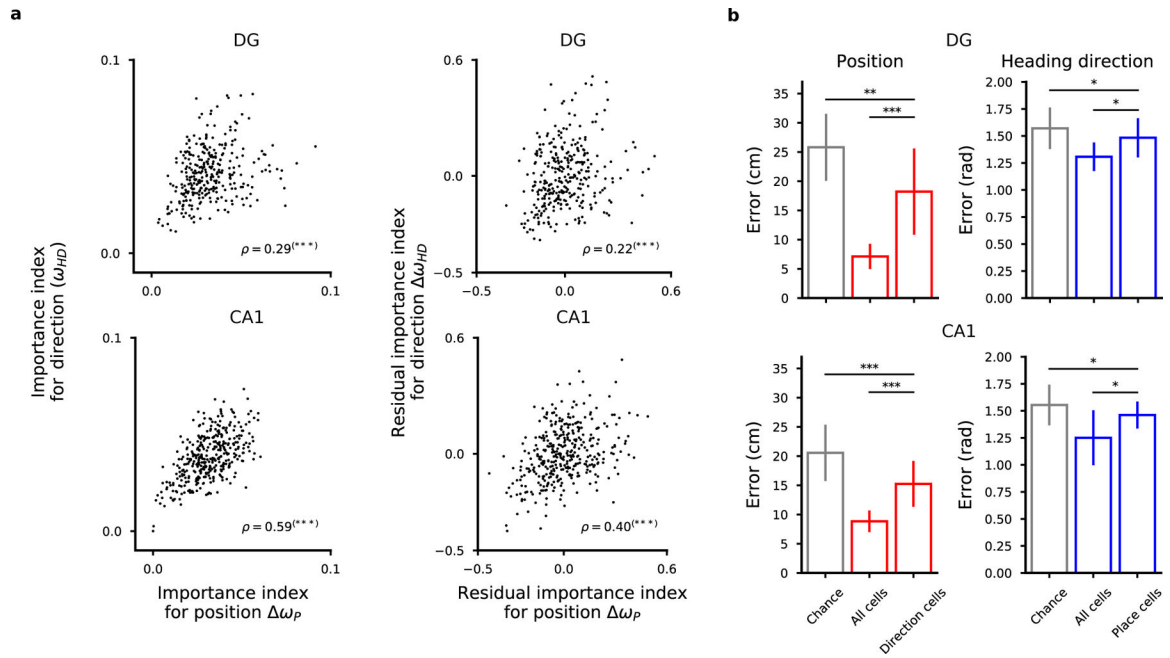 a
DG
0.1
0.0
0.0
0.1
ρ = 0.29(***)
DG
0.6
0.0
−0.5
−0.5
0.0
0.6
ρ = 0.22(***)
CA1
0.1
0.0
0.0
0.1
ρ = 0.59(***)
CA1
0.6
0.0
−0.5
−0.5
0.0
0.6
ρ = 0.40(***)
Importance index
for direction (ωHD)
Residual importance index
for direction ΔωHD
Importance index
for position ΔωP
Residual importance index
for position ΔωP
b
DG
Position
Heading direction
35
30
25
20
15
10
5
0
Error (cm)
**
***
2.00
1.75
1.50
1.25
1.00
0.75
0.50
0.25
0.00
Error (rad)
*
*
CA1
35
30
25
20
15
10
5
0
Error (cm)
***
***
2.00
1.75
1.50
1.25
1.00
0.75
0.50
0.25
0.00
Error (rad)
*
*
Chance
All cells
Direction cells
Chance
All cells
Place cells